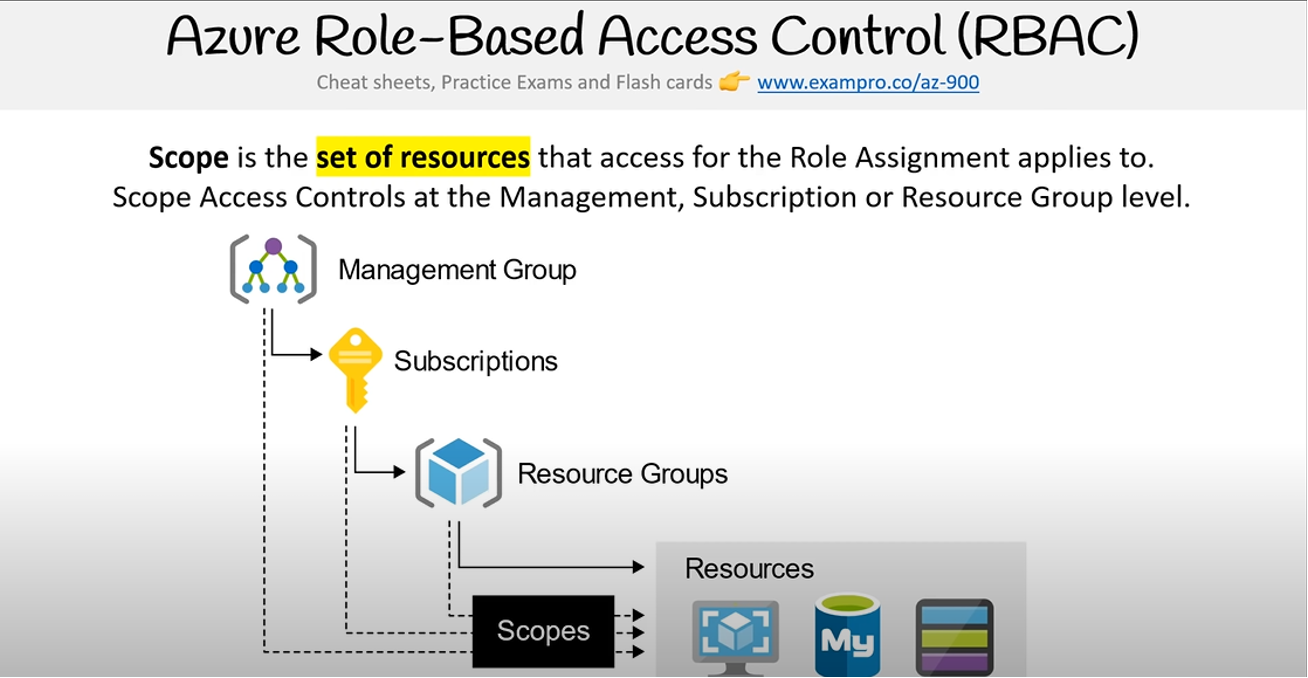 Azure Role-Based Access Control (RBAC)
Cheat sheets, Practice Exams and Flash cards 👉 www.exampro.co/az-900
Scope is the set of resources that access for the Role Assignment applies to.
Scope Access Controls at the Management, Subscription or Resource Group level.
Management Group
Subscriptions
Resource Groups
Resources
Scopes
My